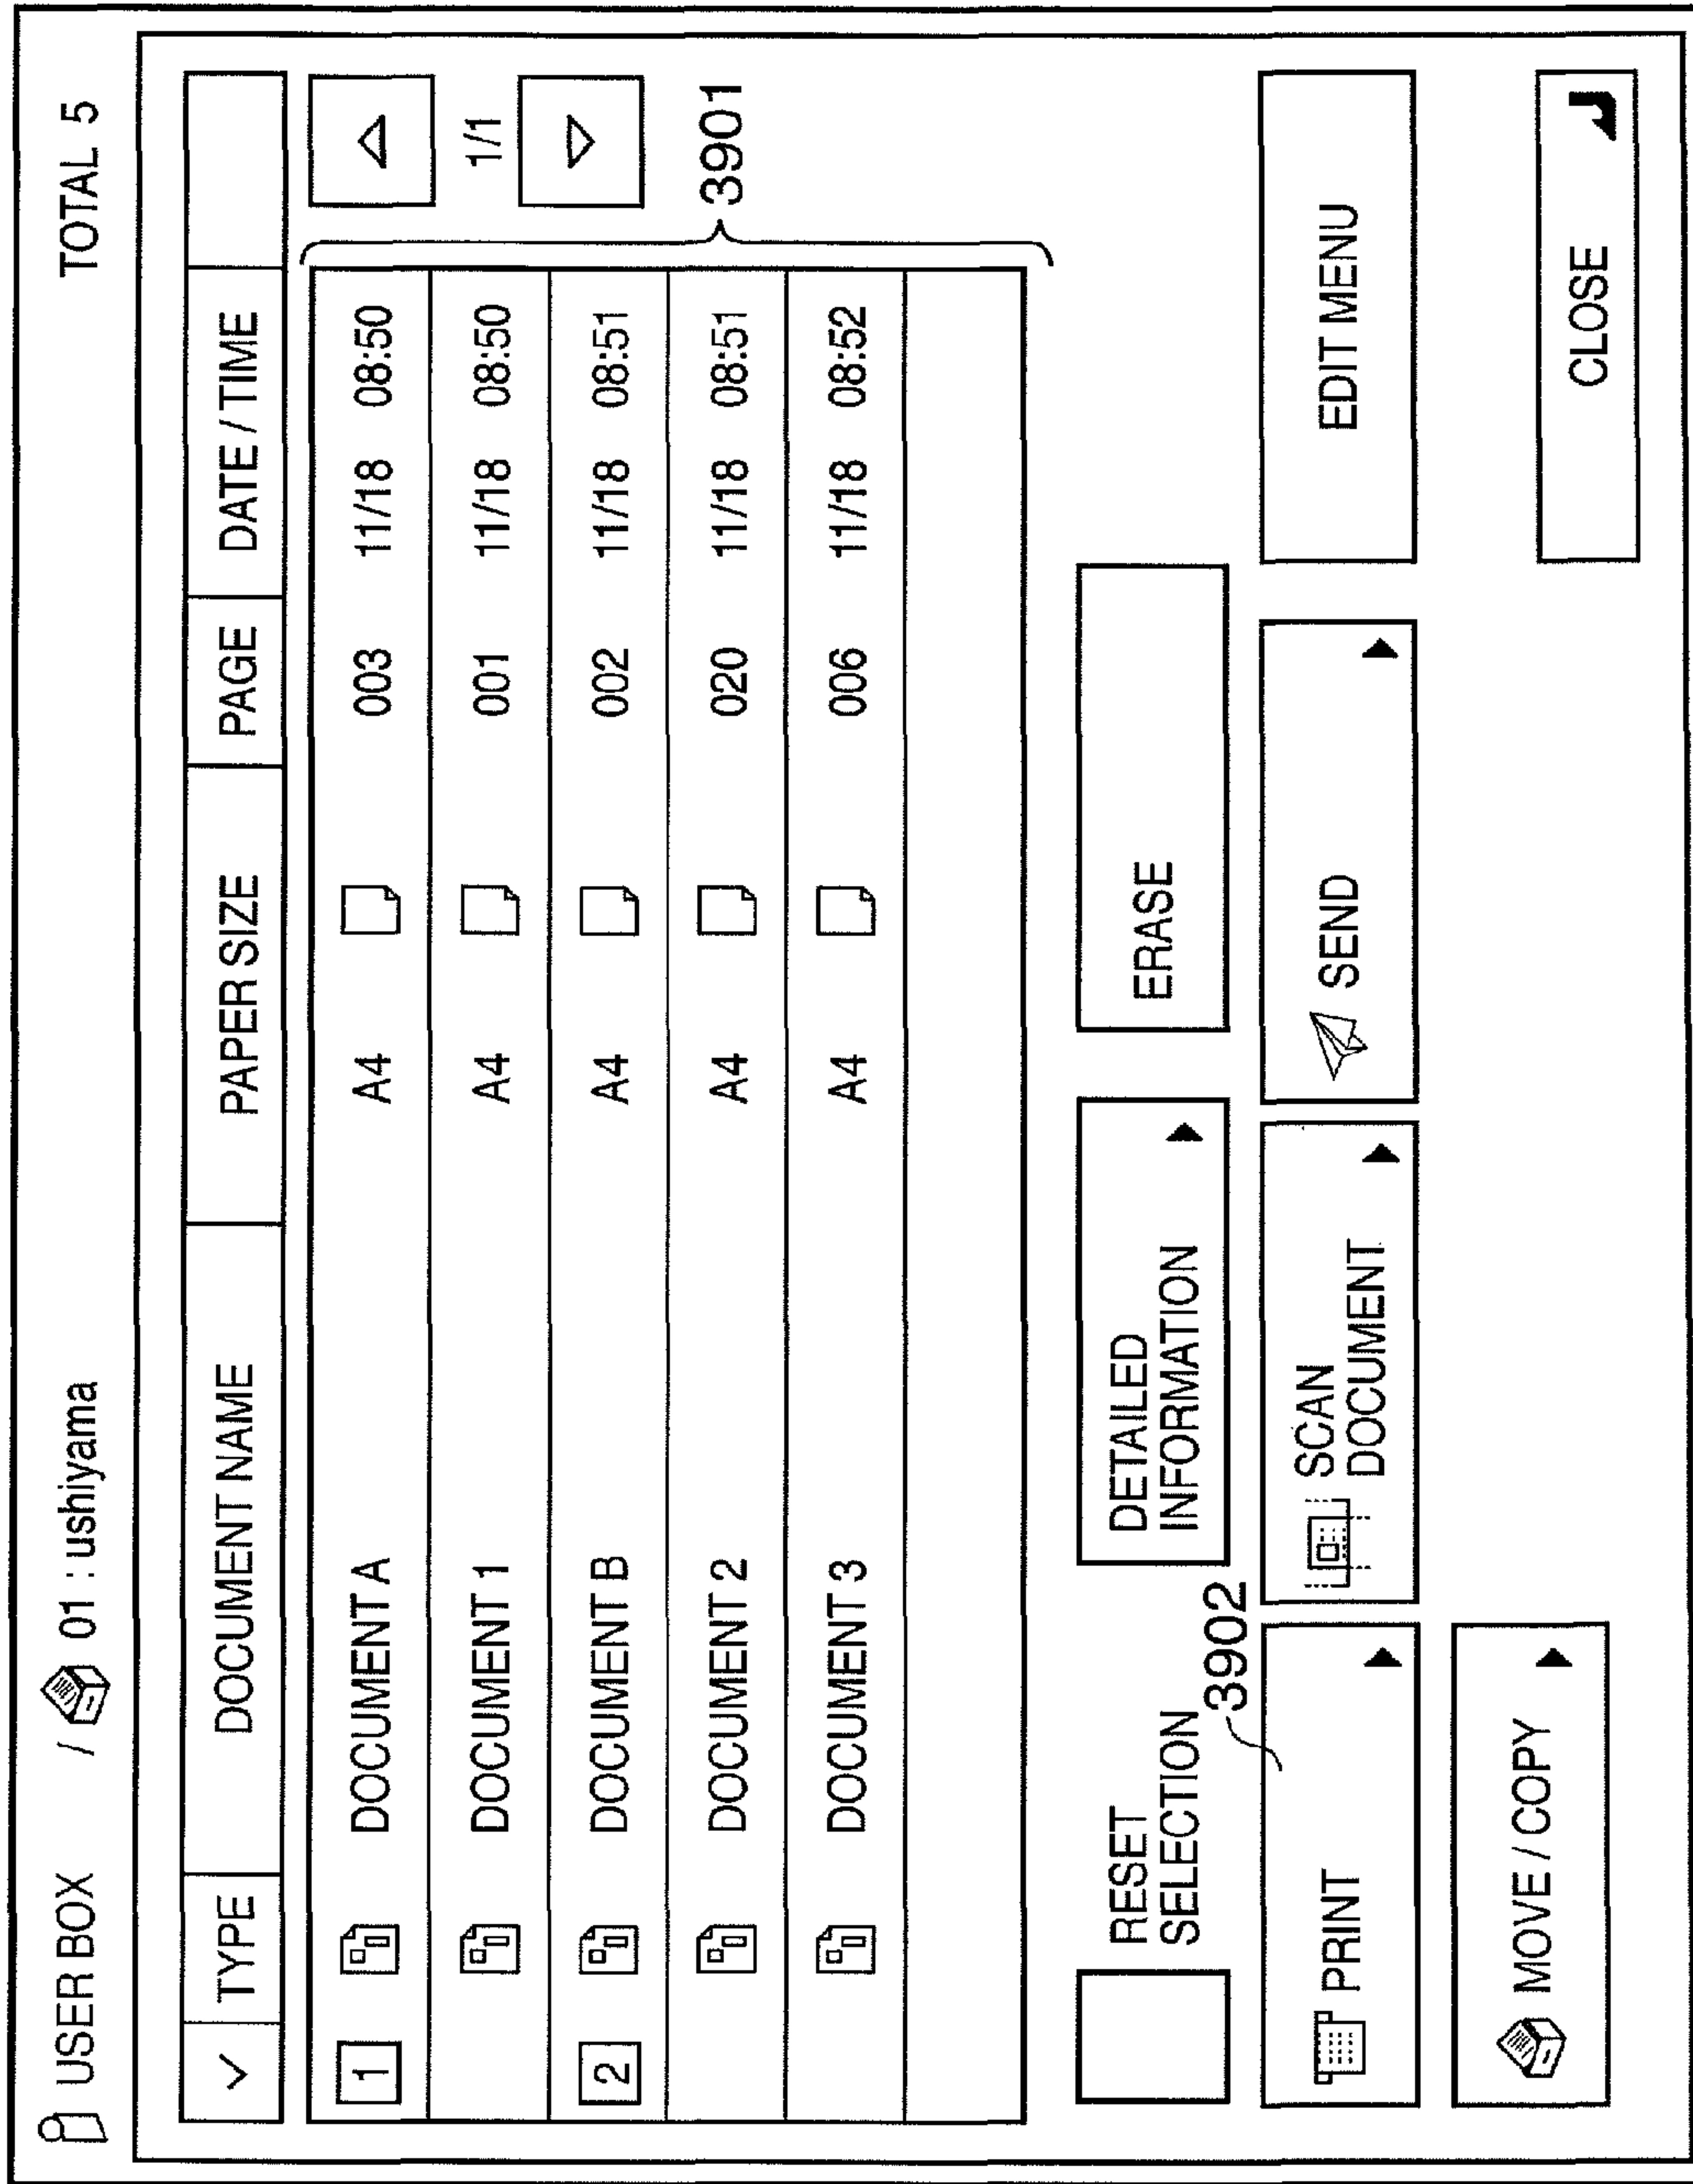 USER BOX / 01 : ushiyama TOTAL 5
TYPE DOCUMENT NAME PAPER SIZE PAGE DATE / TIME
1 DOCUMENT A A4 003 11/18 08:50
DOCUMENT 1 A4 001 11/18 08:50
2 DOCUMENT B A4 002 11/18 08:51
DOCUMENT 2 A4 020 11/18 08:51
DOCUMENT 3 A4 006 11/18 08:52
1/1
3901
RESET
SELECTION
DETAILED
INFORMATION
ERASE
3902
PRINT
SCAN
DOCUMENT
SEND
EDIT MENU
MOVE / COPY
CLOSE